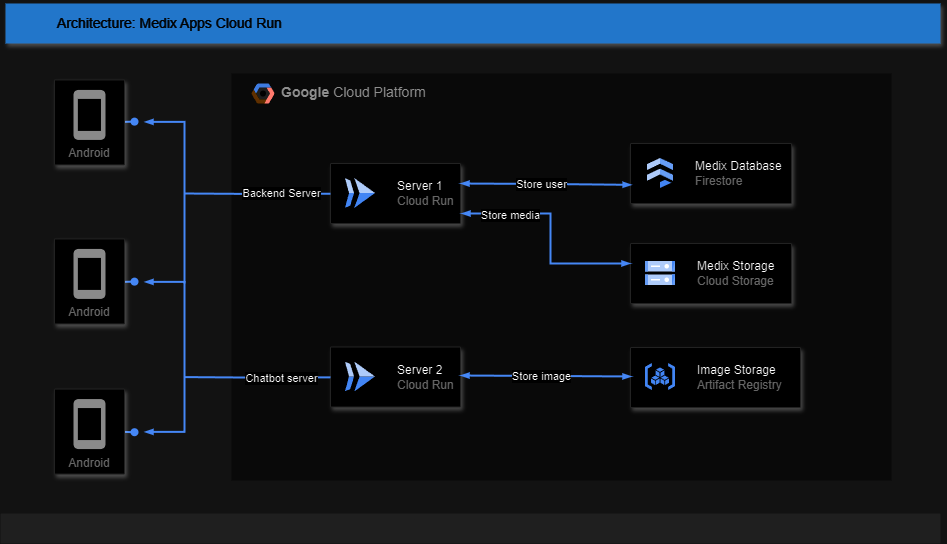 Architecture: Medix Apps Cloud Run
Google Cloud Platform
Android
Medix Database
Firestore
Server 1
Cloud Run
Backend Server
Store user
Store media
Medix Storage
Cloud Storage
Android
Server 2
Cloud Run
Chatbot server
Store image
Image Storage
Artifact Registry
Android